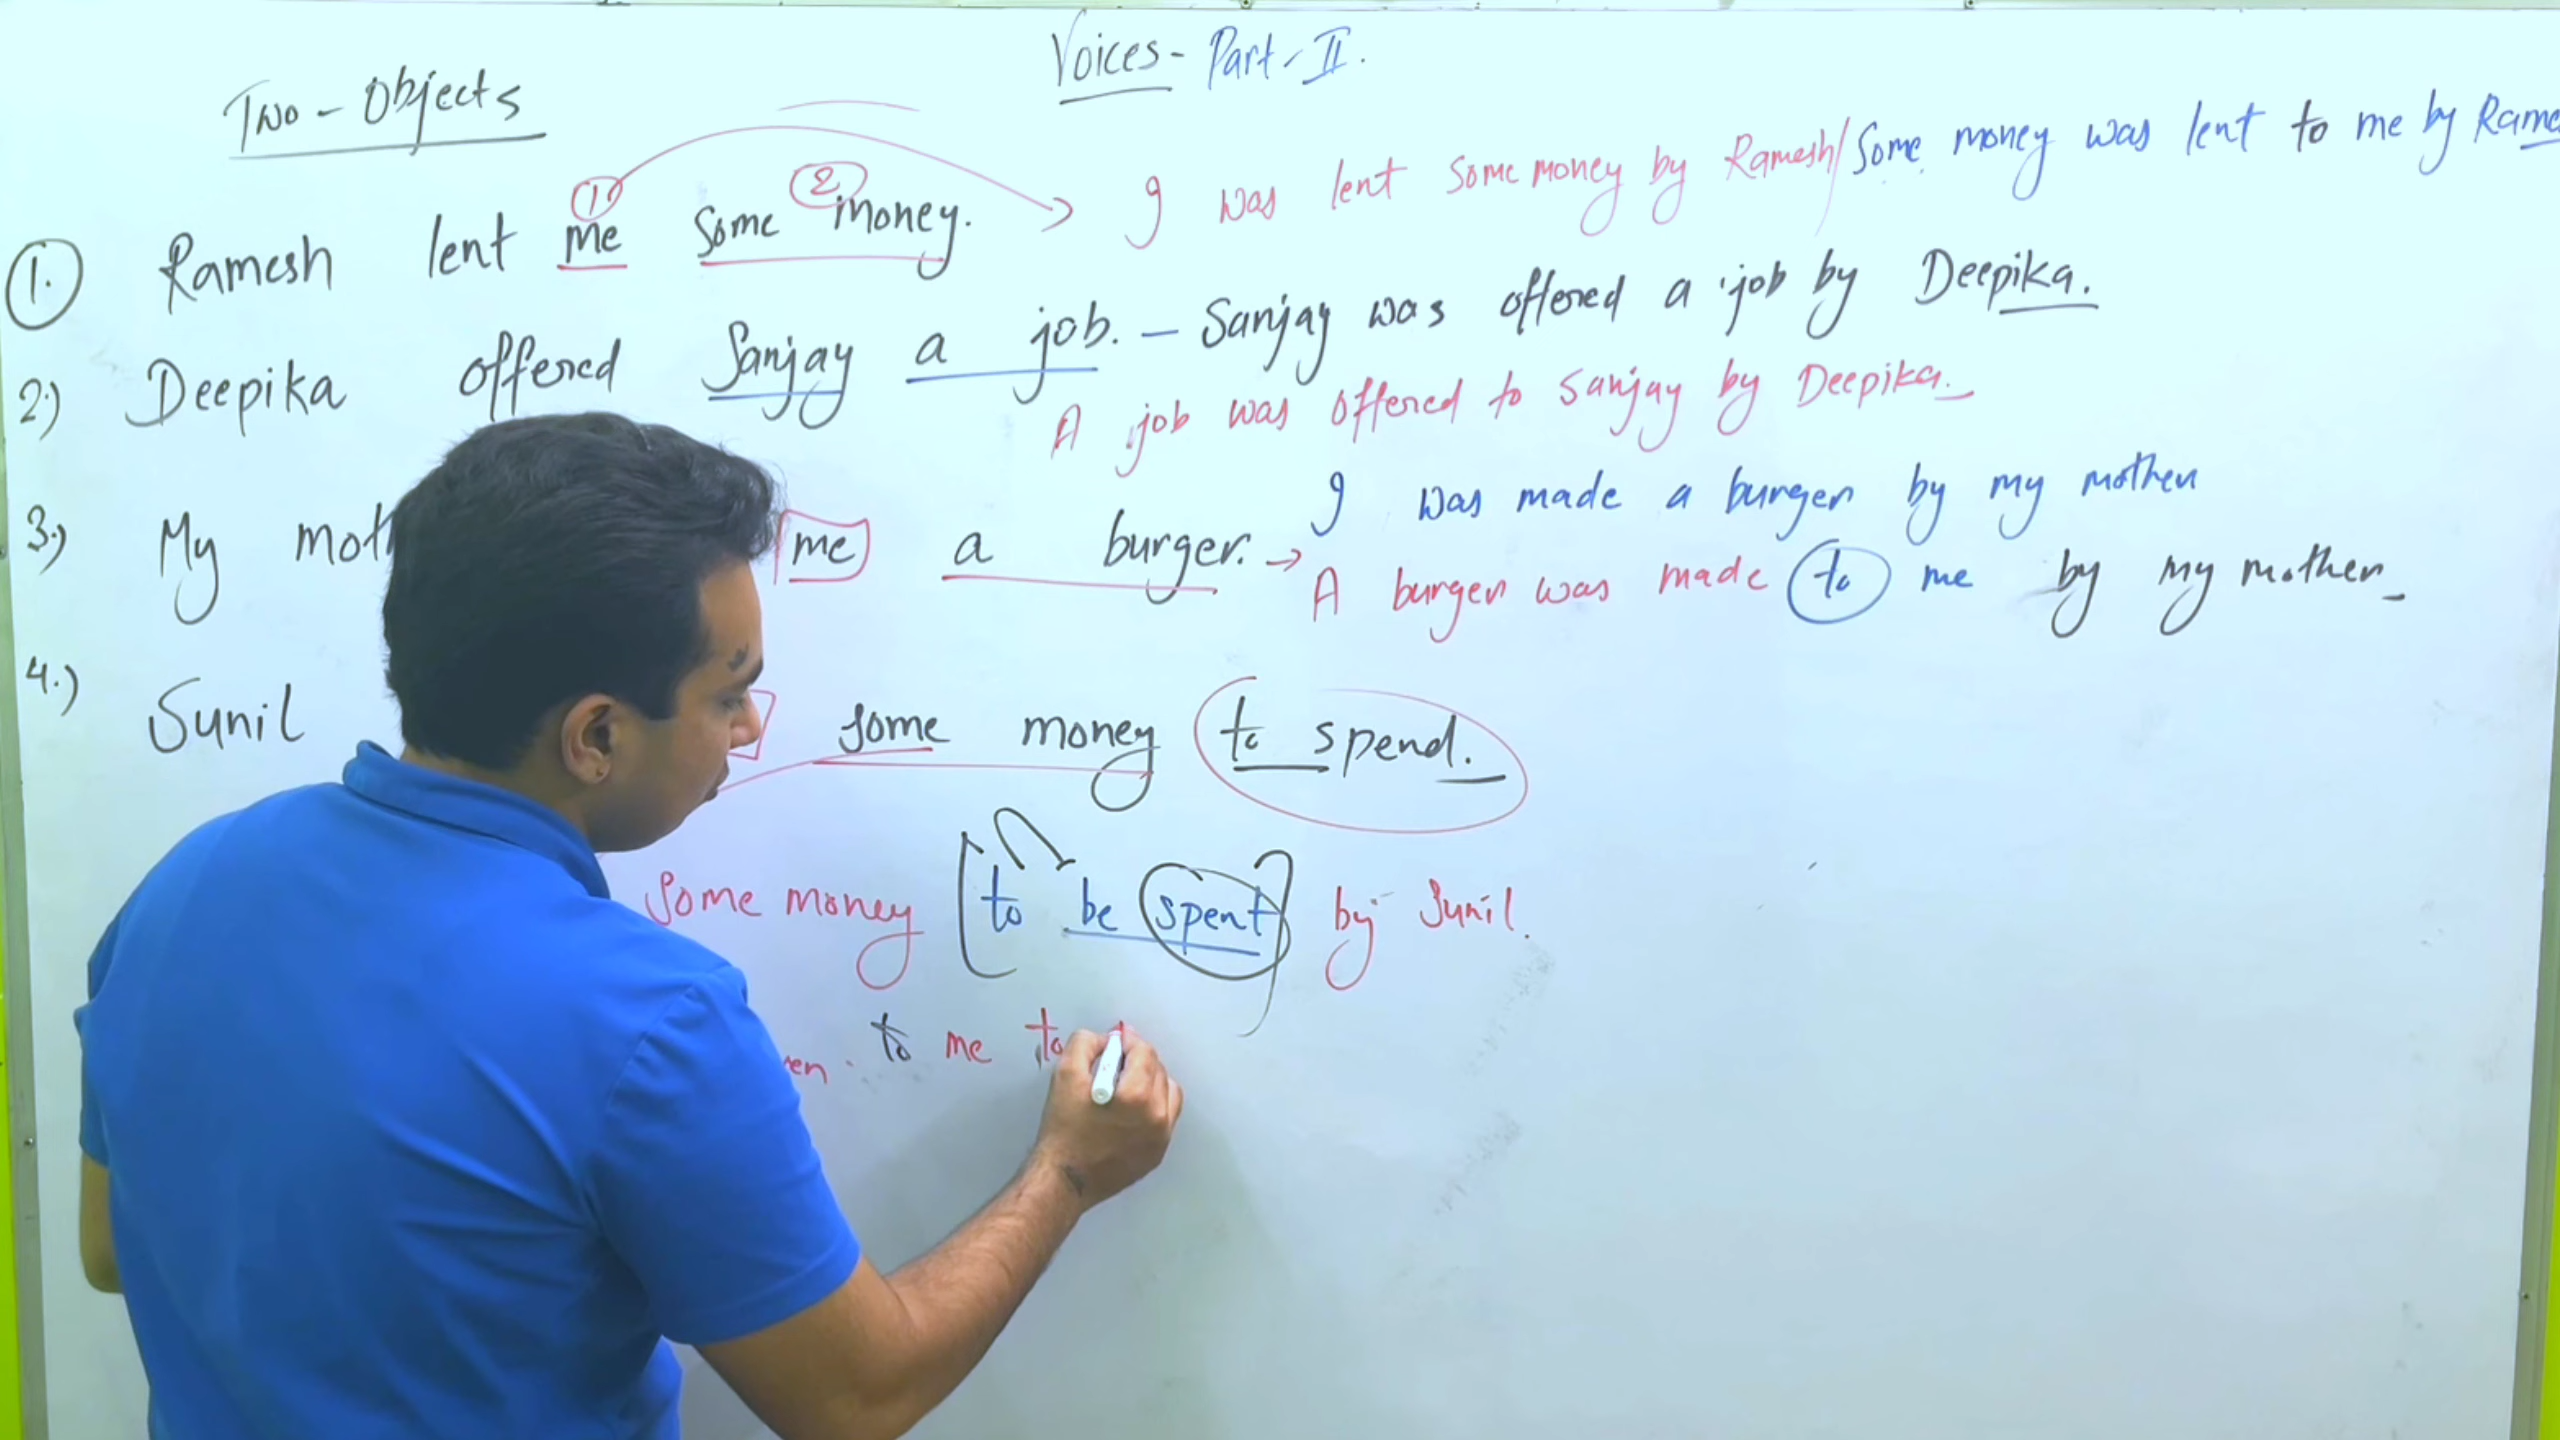 Voices - Part - II.
Two - Objects
1. Ramesh lent me some money. → I was lent some money by Ramesh / Some money was lent to me by
1 2
2.) Deepika offered Sanjay a job. - Sanjay was offered a job by Deepika.
A job was offered to Sanjay by Deepika.
3.) My me a burger. → I was made a burger by my mother
A burger was made to me by my mother
4.) Sunil some money to spend.
Some money [to be spent] by Sunil.
to me to